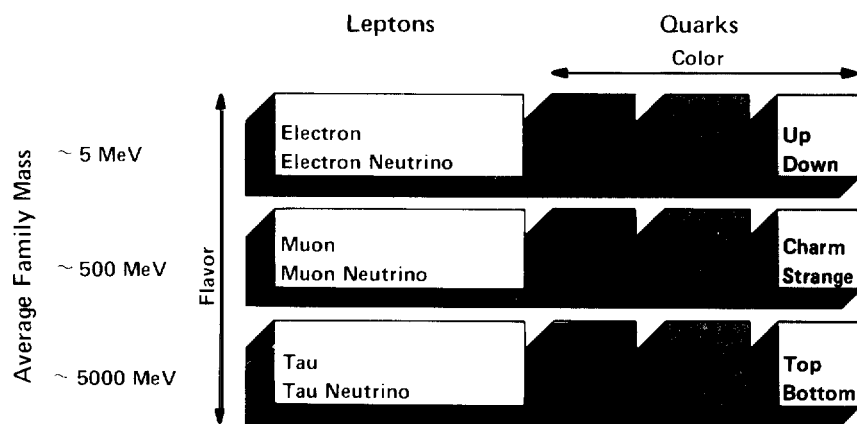 Leptons
Quarks
Color
Average Family Mass
Flavor
~ 5 MeV
Electron
Electron Neutrino
Up
Down
~ 500 MeV
Muon
Muon Neutrino
Charm
Strange
~ 5000 MeV
Tau
Tau Neutrino
Top
Bottom